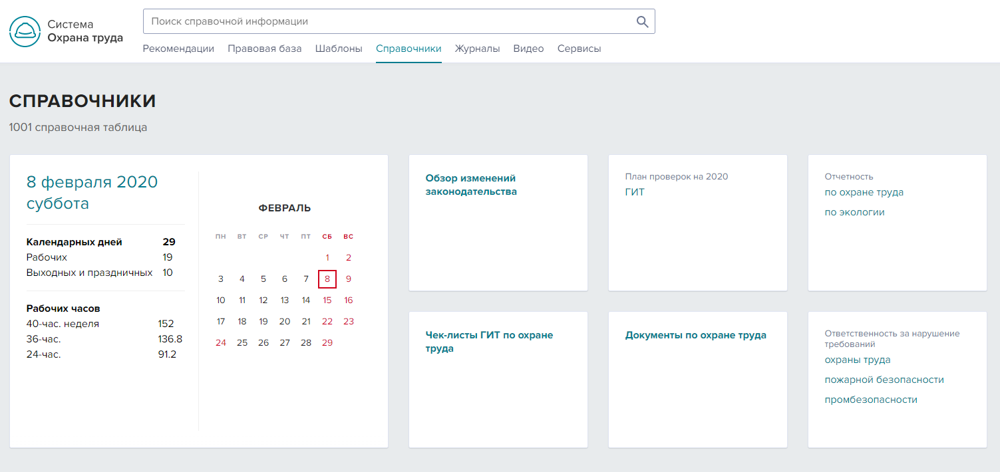 Система
Охрана труда
Поиск справочной информации
Рекомендации Правовая база Шаблоны Справочники Журналы Видео Сервисы
СПРАВОЧНИКИ
1001 справочная таблица
8 февраля 2020
суббота
Календарных дней 29
Рабочих 19
Выходных и праздничных 10
Рабочих часов
40-час. неделя 152
36-час. 136.8
24-час. 91.2
ФЕВРАЛЬ
ПН ВТ СР ЧТ ПТ СБ ВС
1 2
3 4 5 6 7 8 9
10 11 12 13 14 15 16
17 18 19 20 21 22 23
24 25 26 27 28 29
Обзор изменений
законодательства
План проверок на 2020
ГИТ
Отчетность
по охране труда
по экологии
Чек-листы ГИТ по охране
труда
Документы по охране труда
Ответственность за нарушение
требований
охраны труда
пожарной безопасности
промбезопасности